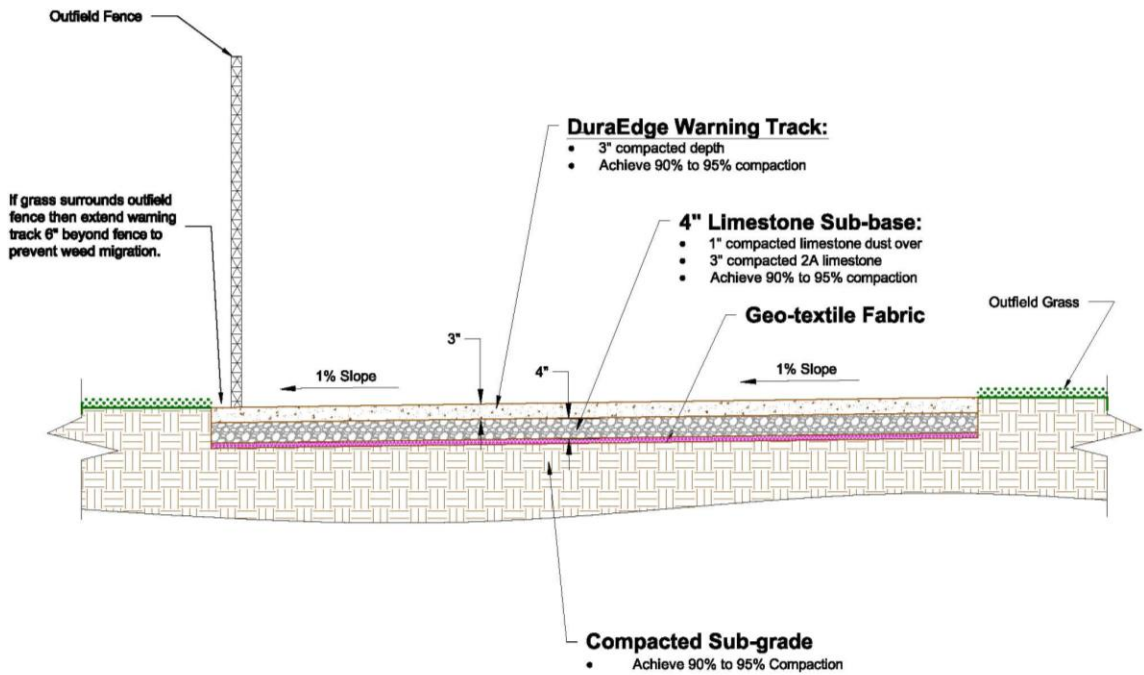 Outfield Fence
DuraEdge Warning Track:
• 3" compacted depth
• Achieve 90% to 95% compaction
If grass surrounds outfield
fence then extend warning
track 6" beyond fence to
prevent weed migration.
4" Limestone Sub-base:
• 1" compacted limestone dust over
• 3" compacted 2A limestone
• Achieve 90% to 95% compaction
Outfield Grass
Geo-textile Fabric
3"
1% Slope
4"
1% Slope
Compacted Sub-grade
• Achieve 90% to 95% Compaction